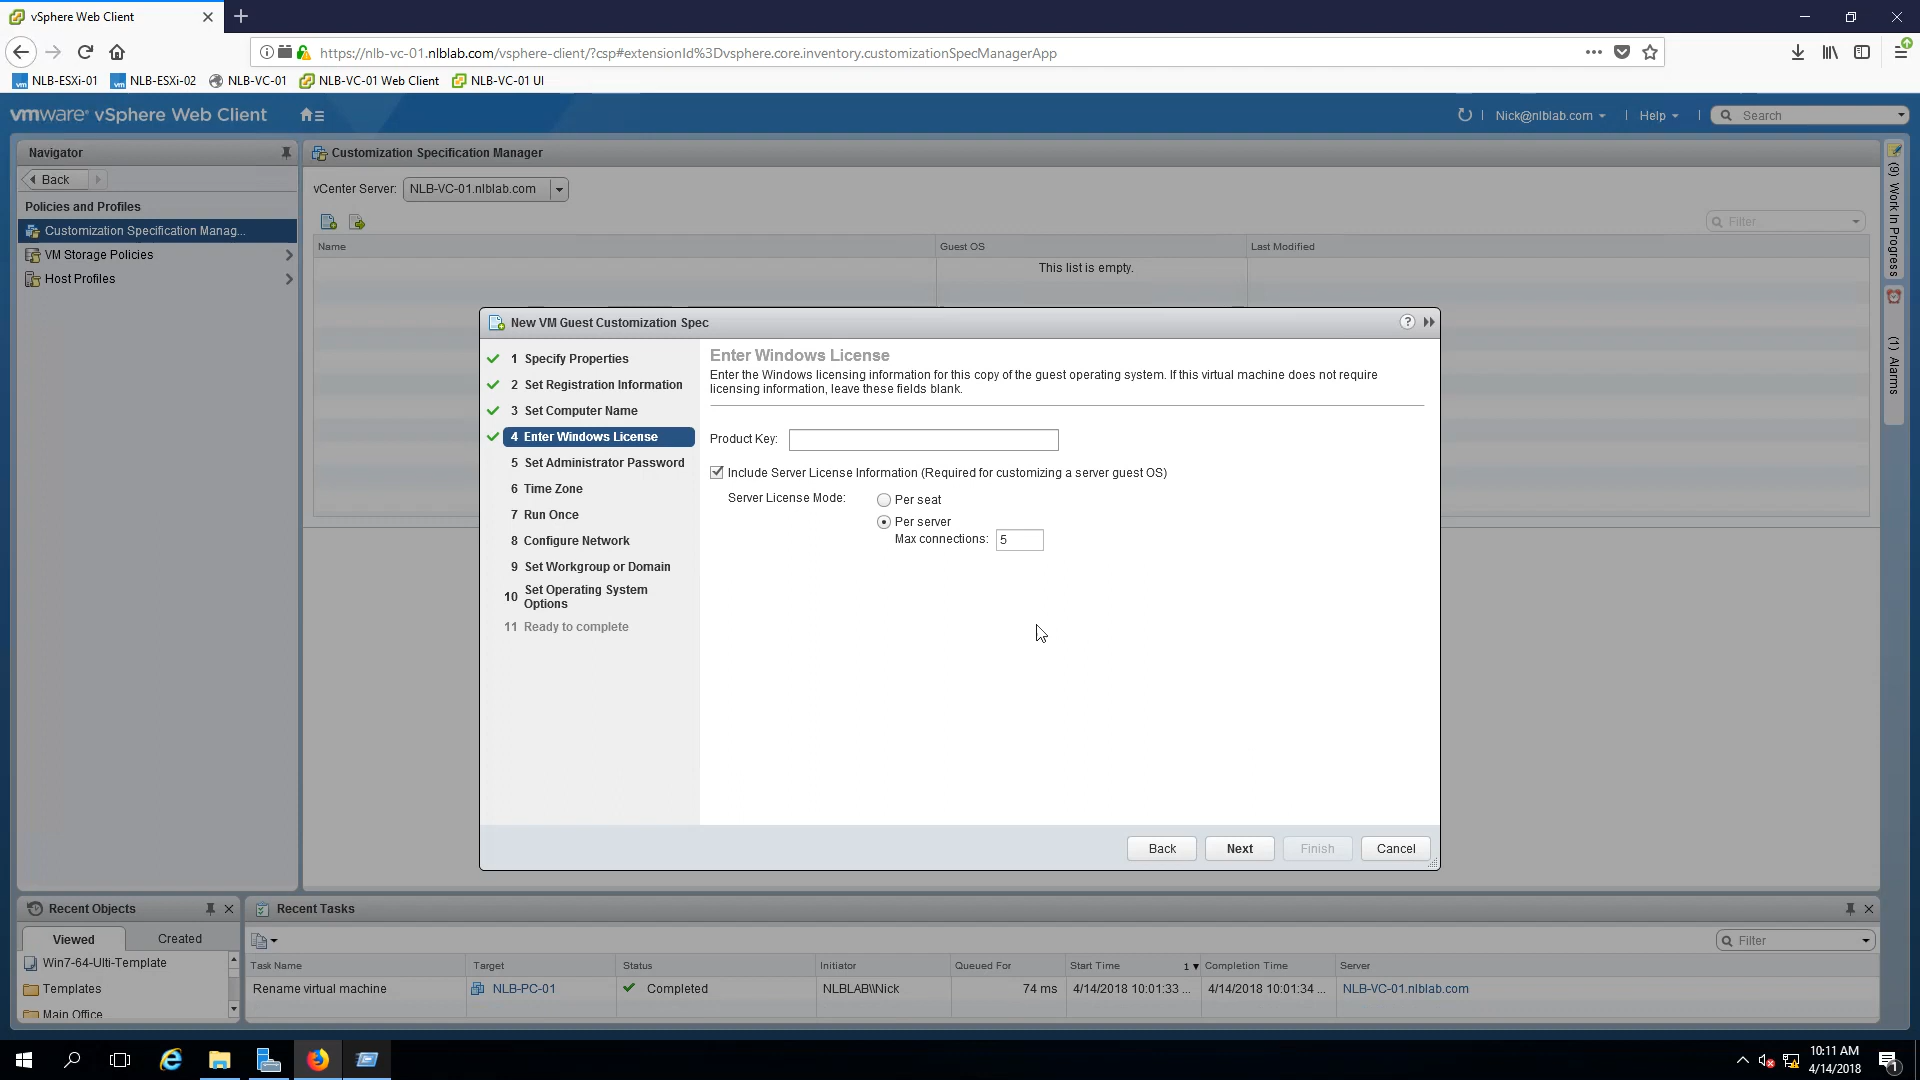 vSphere Web Client
https://nlb-vc-01.nlblab.com/vsphere-client/?csp#extensionId%3Dvsphere.core.inventory.customizationSpecManagerApp
NLB-ESXi-01
NLB-ESXi-02
NLB-VC-01
NLB-VC-01 Web Client
NLB-VC-01 UI
vmware® vSphere Web Client
Nick@nlblab.com
Help
Search
Navigator
Back
Policies and Profiles
Customization Specification Manag...
VM Storage Policies
Host Profiles
Customization Specification Manager
vCenter Server: NLB-VC-01.nlblab.com
Filter
Name
Guest OS
Last Modified
This list is empty.
(9) Work In Progress
(1) Alarms
New VM Guest Customization Spec
1 Specify Properties
2 Set Registration Information
3 Set Computer Name
4 Enter Windows License
5 Set Administrator Password
6 Time Zone
7 Run Once
8 Configure Network
9 Set Workgroup or Domain
10 Set Operating System
Options
11 Ready to complete
Enter Windows License
Enter the Windows licensing information for this copy of the guest operating system. If this virtual machine does not require
licensing information, leave these fields blank.
Product Key:
Include Server License Information (Required for customizing a server guest OS)
Server License Mode:
Per seat
Per server
Max connections: 5
Back
Next
Finish
Cancel
Recent Objects
Viewed
Created
Win7-64-Ulti-Template
Templates
Main Office
Recent Tasks
Filter
Task Name
Target
Status
Initiator
Queued For
Start Time
1
Completion Time
Server
Rename virtual machine
NLB-PC-01
Completed
NLBLAB\\Nick
74 ms
4/14/2018 10:01:33 ...
4/14/2018 10:01:34 ...
NLB-VC-01.nlblab.com
10:11 AM
4/14/2018
1